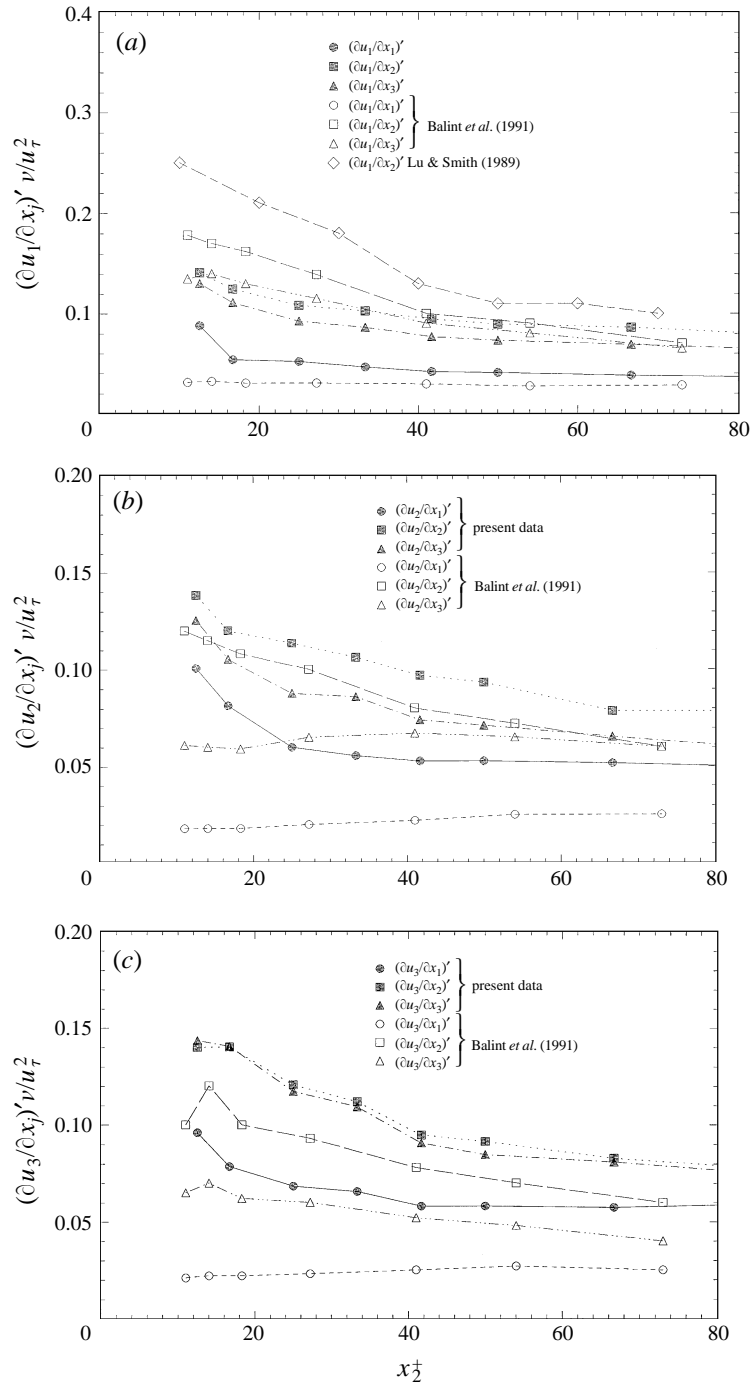 (a)
0.4
0.3
0.2
0.1
0
20
40
60
80
(∂u₁/∂xⱼ)′ ν/u_τ²
(∂u₁/∂x₁)′
(∂u₁/∂x₂)′
(∂u₁/∂x₃)′
(∂u₁/∂x₁)′
(∂u₁/∂x₂)′
(∂u₁/∂x₃)′
Balint et al. (1991)
(∂u₁/∂x₂)′ Lu & Smith (1989)
(b)
0.20
0.15
0.10
0.05
0
20
40
60
80
(∂u₂/∂xⱼ)′ ν/u_τ²
(∂u₂/∂x₁)′
(∂u₂/∂x₂)′
(∂u₂/∂x₃)′
present data
(∂u₂/∂x₁)′
(∂u₂/∂x₂)′
(∂u₂/∂x₃)′
Balint et al. (1991)
(c)
0.20
0.15
0.10
0.05
0
20
40
60
80
(∂u₃/∂xⱼ)′ ν/u_τ²
(∂u₃/∂x₁)′
(∂u₃/∂x₂)′
(∂u₃/∂x₃)′
present data
(∂u₃/∂x₁)′
(∂u₃/∂x₂)′
(∂u₃/∂x₃)′
Balint et al. (1991)
x₂⁺